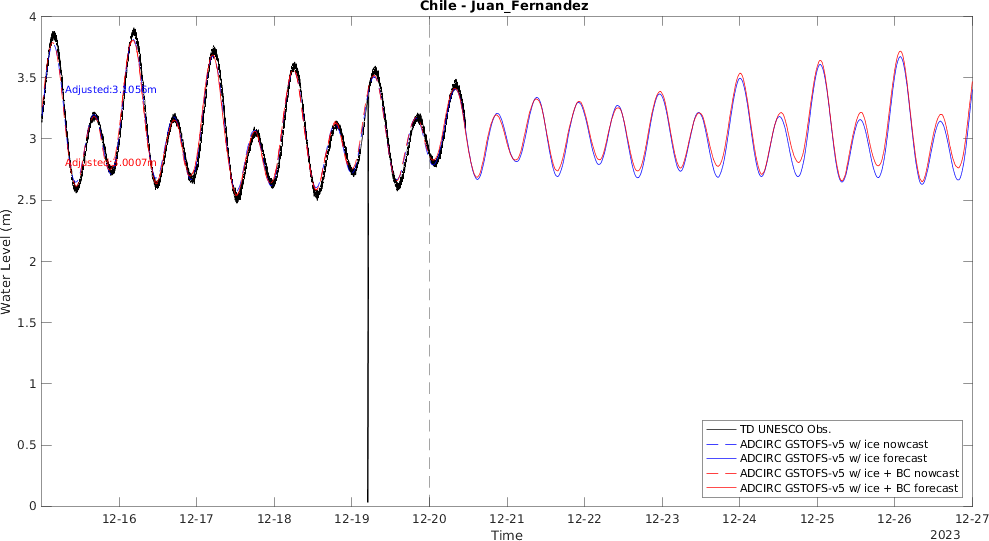 Chile - Juan_Fernandez
4
3.5
3
2.5
2
1.5
1
0.5
0
Water Level (m)
Adjusted:3.1056m
Adjusted:3.0007m
TD UNESCO Obs.
ADCIRC GSTOFS-v5 w/ ice nowcast
ADCIRC GSTOFS-v5 w/ ice forecast
ADCIRC GSTOFS-v5 w/ ice + BC nowcast
ADCIRC GSTOFS-v5 w/ ice + BC forecast
12-16 12-17 12-18 12-19 12-20 12-21 12-22 12-23 12-24 12-25 12-26 12-27
Time
2023